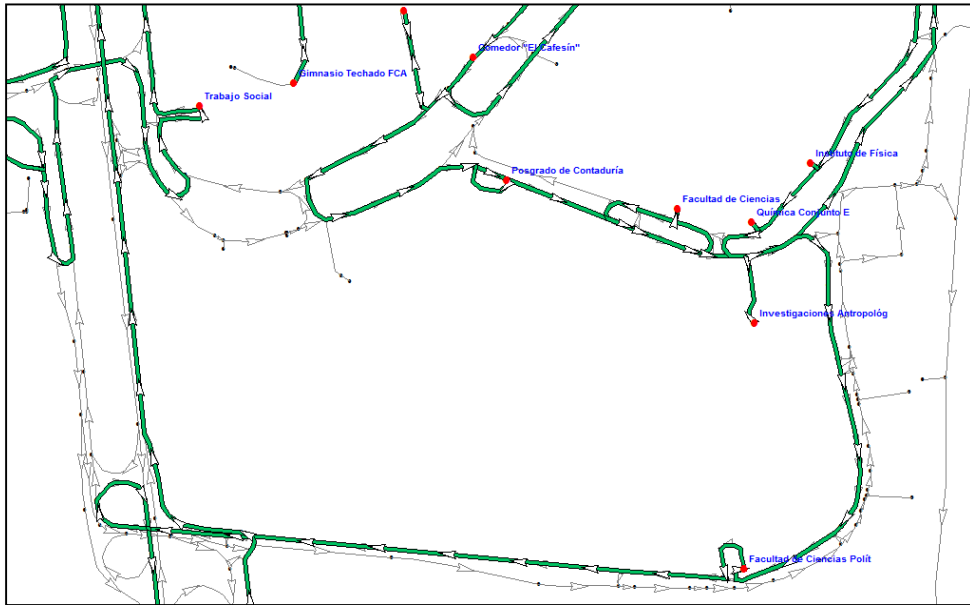 Comedor "El Cafesín"
Gimnasio Techado FCA
Trabajo Social
Instituto de Física
Posgrado de Contaduría
Facultad de Ciencias
Química Conjunto E
Investigaciones Antropológ
Facultad de Ciencias Polít